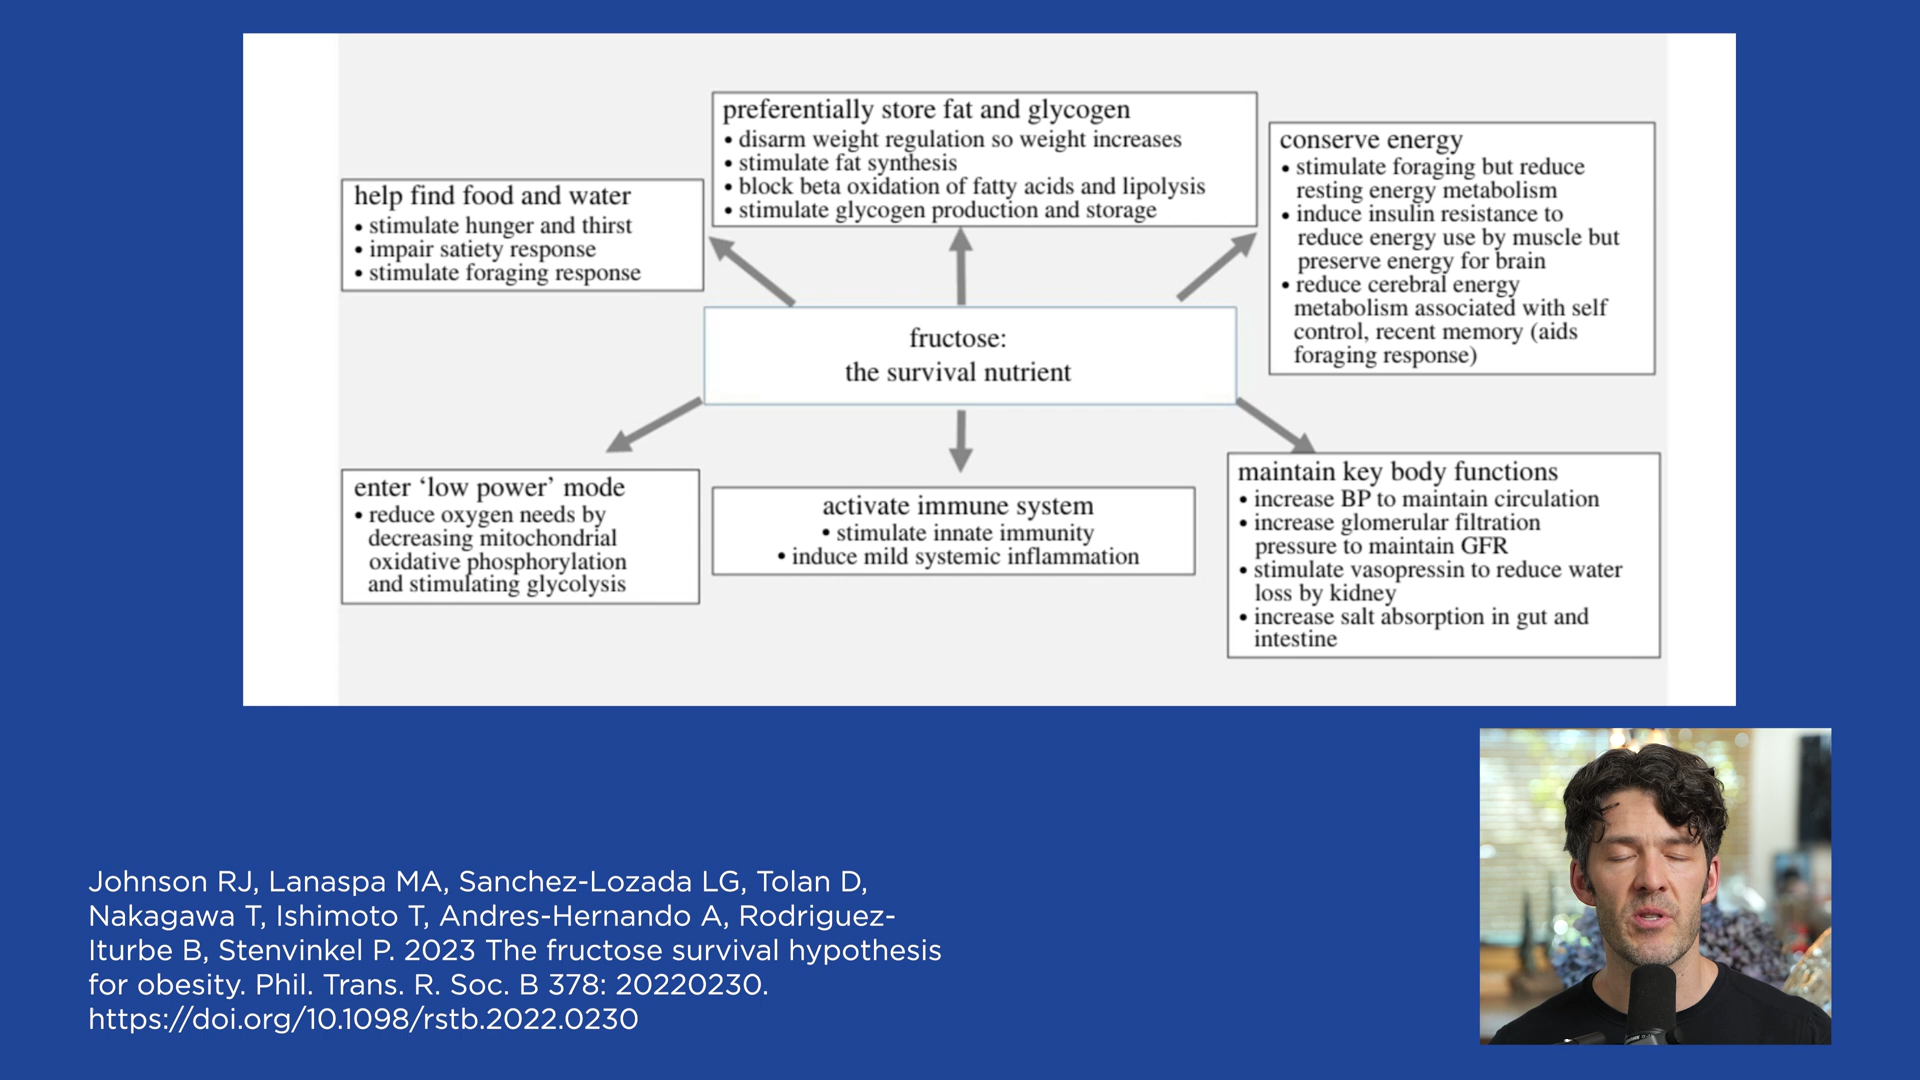 preferentially store fat and glycogen
• disarm weight regulation so weight increases
• stimulate fat synthesis
• block beta oxidation of fatty acids and lipolysis
• stimulate glycogen production and storage
conserve energy
• stimulate foraging but reduce
resting energy metabolism
• induce insulin resistance to
reduce energy use by muscle but
preserve energy for brain
• reduce cerebral energy
metabolism associated with self
control, recent memory (aids
foraging response)
help find food and water
• stimulate hunger and thirst
• impair satiety response
• stimulate foraging response
fructose:
the survival nutrient
enter ‘low power’ mode
• reduce oxygen needs by
decreasing mitochondrial
oxidative phosphorylation
and stimulating glycolysis
activate immune system
• stimulate innate immunity
• induce mild systemic inflammation
maintain key body functions
• increase BP to maintain circulation
• increase glomerular filtration
pressure to maintain GFR
• stimulate vasopressin to reduce water
loss by kidney
• increase salt absorption in gut and
intestine
Johnson RJ, Lanaspa MA, Sanchez-Lozada LG, Tolan D,
Nakagawa T, Ishimoto T, Andres-Hernando A, Rodriguez-
Iturbe B, Stenvinkel P. 2023 The fructose survival hypothesis
for obesity. Phil. Trans. R. Soc. B 378: 20220230.
https://doi.org/10.1098/rstb.2022.0230